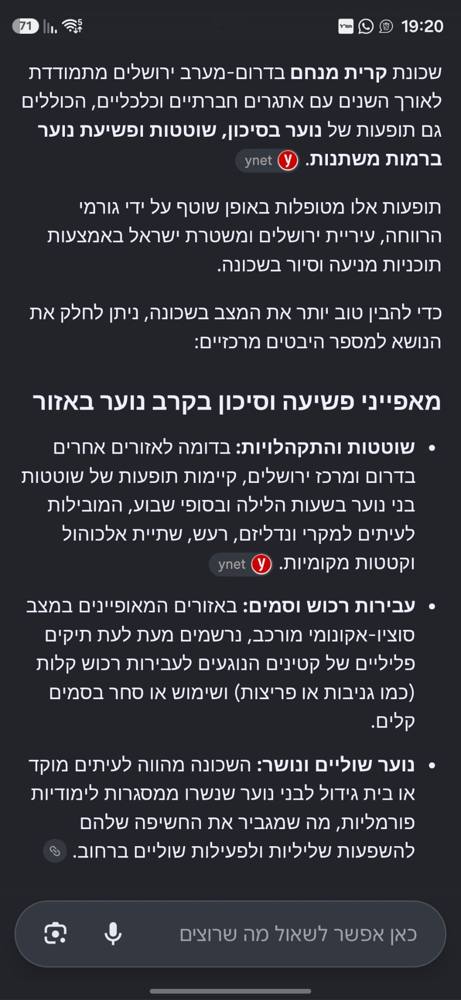 71
5
19:20
שכונת קרית מנחם בדרום-מערב ירושלים מתמודדת
לאורך השנים עם אתגרים חברתיים וכלכליים, הכוללים
גם תופעות של נוער בסיכון, שוטטות ופשיעת נוער
ברמות משתנות. ynet y
תופעות אלו מטופלות באופן שוטף על ידי גורמי
הרווחה, עיריית ירושלים ומשטרת ישראל באמצעות
תוכניות מניעה וסיור בשכונה.
כדי להבין טוב יותר את המצב בשכונה, ניתן לחלק את
הנושא למספר היבטים מרכזיים:
מאפייני פשיעה וסיכון בקרב נוער באזור
• שוטטות והתקהלויות: בדומה לאזורים אחרים
בדרום ומרכז ירושלים, קיימות תופעות של שוטטות
בני נוער בשעות הלילה ובסופי שבוע, המובילות
לעיתים למקרי ונדליזם, רעש, שתיית אלכוהול
וקטטות מקומיות. ynet y
• עבירות רכוש וסמים: באזורים המאופיינים במצב
סוציו-אקונומי מורכב, נרשמים מעת לעת תיקים
פליליים של קטינים הנוגעים לעבירות רכוש קלות
(כמו גניבות או פריצות) ושימוש או סחר בסמים
קלים.
• נוער שוליים ונושר: השכונה מהווה לעיתים מוקד
או בית גידול לבני נוער שנשרו ממסגרות לימודיות
פורמליות, מה שמגביר את החשיפה שלהם
להשפעות שליליות ולפעילות שוליים ברחוב.
כאן אפשר לשאול מה שרוצים